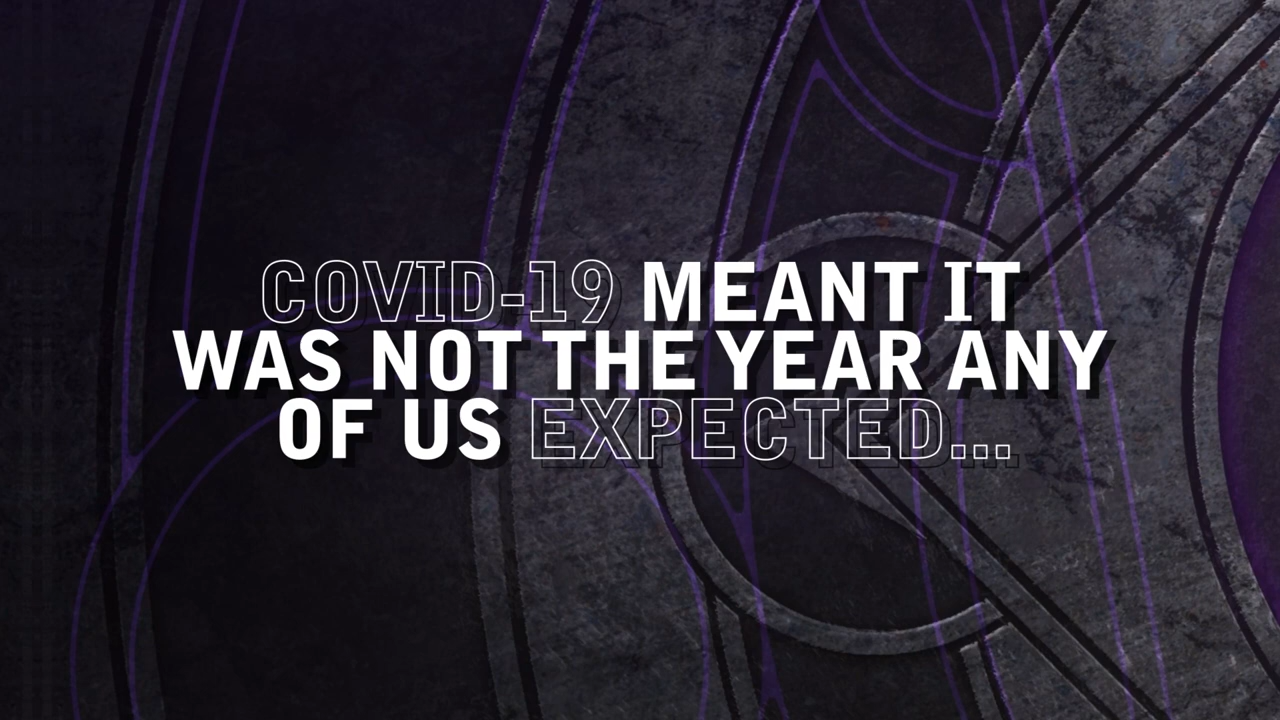 COVID-19 MEANT IT
WAS NOT THE YEAR ANY
OF US EXPECTED...